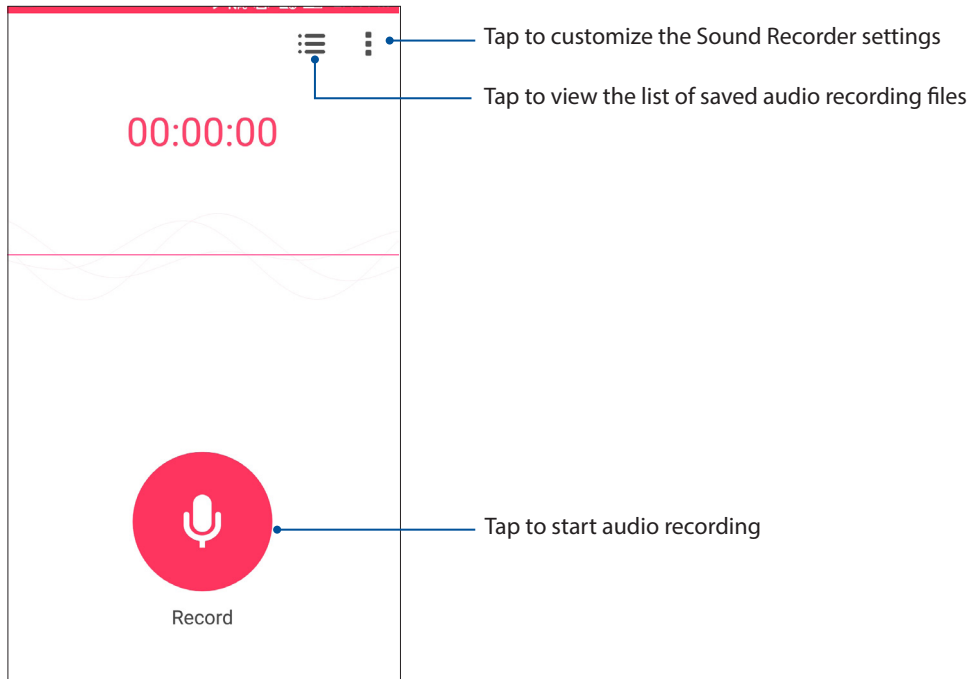 Tap to customize the Sound Recorder settings
Tap to view the list of saved audio recording files
00:00:00
Tap to start audio recording
Record